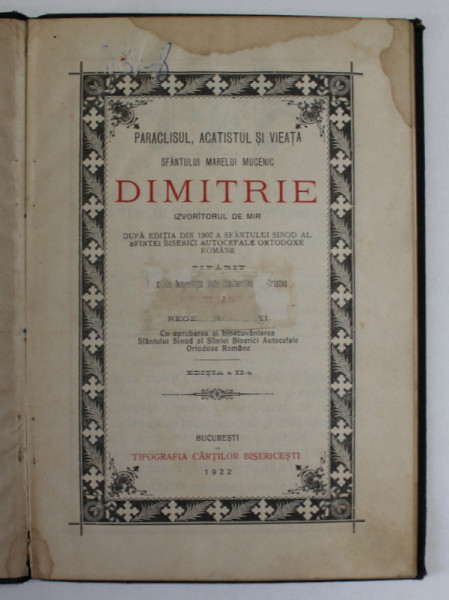 PARACLISUL, ACATISTUL ȘI VIEAȚA
SFÂNTULUI MARELUI MUCENIC
DIMITRIE
IZVORÎTORUL DE MIR
DUPĂ EDIȚIA DIN 1907 A SFÂNTULUI SINOD AL
SFINTEI BISERICI AUTOCEFALE ORTODOXE
ROMÂNE
TIPĂRIT
Cu aprobarea și binecuvântarea
Sfântului Sinod al Sfintei Biserici Autocefale
Ortodoxe Române
EDIȚIA a II-a
BUCUREȘTI
TIPOGRAFIA CĂRȚILOR BISERICEȘTI
1922